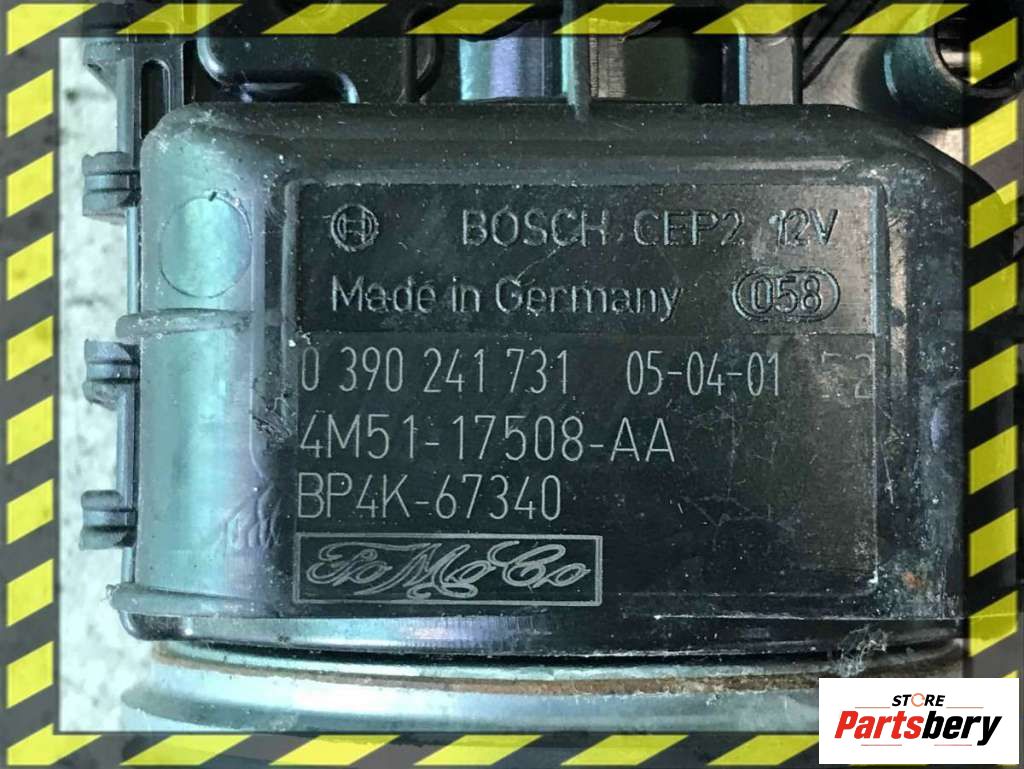 BOSCH CEP2 12V
Made in Germany 058
0 390 241 731 05-04-01
4M51-17508-AA
BP4K-67340
FoMoCo
STORE
Partsbery